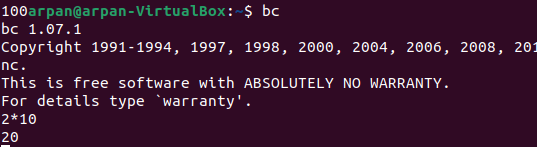 100arpan@arpan-VirtualBox:~$ bc
bc 1.07.1
Copyright 1991-1994, 1997, 1998, 2000, 2004, 2006, 2008, 201
nc.
This is free software with ABSOLUTELY NO WARRANTY.
For details type `warranty'.
2*10
20